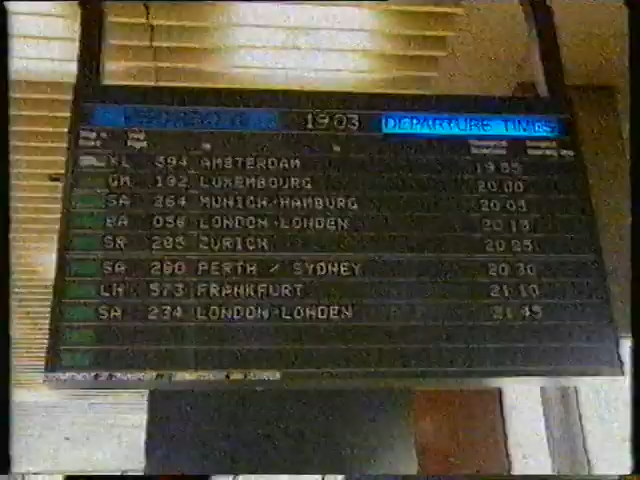 19 03 DEPARTURE TIMES
KL 594 AMSTERDAM 19 05
CM 192 LUXEMBOURG 20 00
SA 264 MUNICH-HAMBURG 20 05
BA 056 LONDON-LONDEN 20 15
SR 285 ZURICH 20 25
SA 280 PERTH / SYDNEY 20 30
LH 573 FRANKFURT 21 10
SA 234 LONDON-LONDEN 21 45